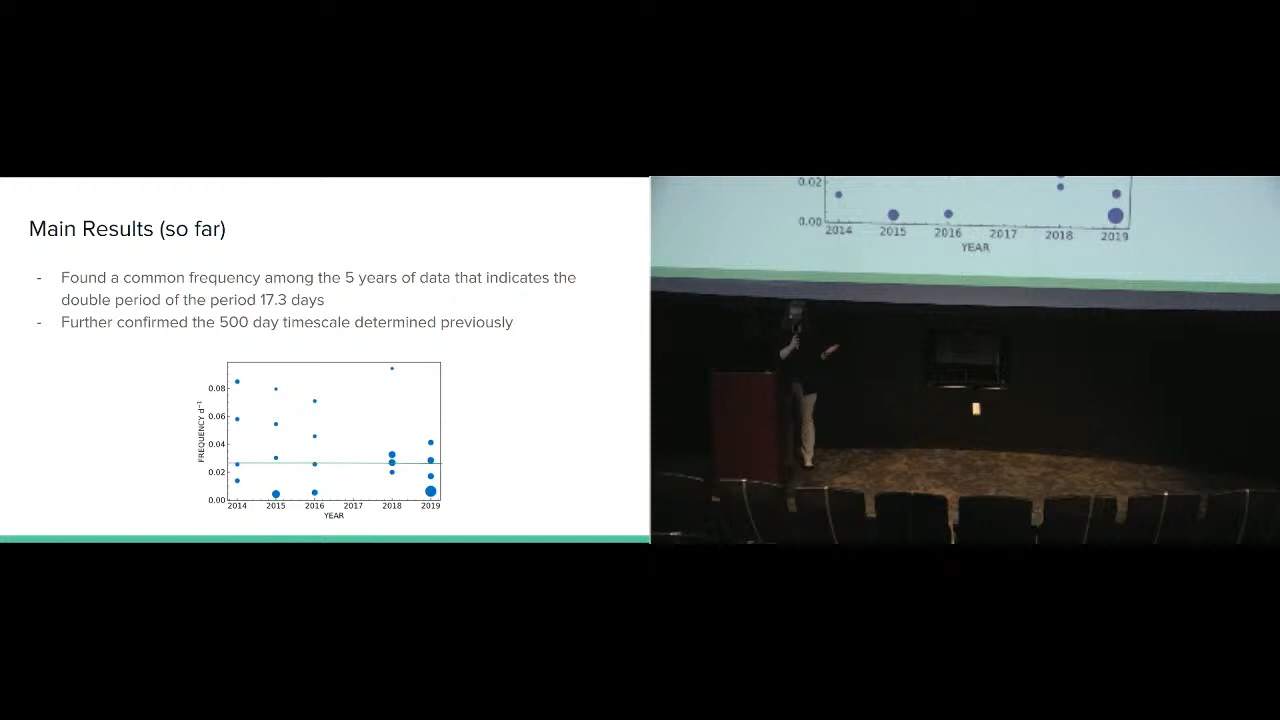 Main Results (so far)
- Found a common frequency among the 5 years of data that indicates the
double period of the period 17.3 days
- Further confirmed the 500 day timescale determined previously
FREQUENCY d⁻¹
0.08
0.06
0.04
0.02
0.00
2014 2015 2016 2017 2018 2019
YEAR
0.02
0.00
2014 2015 2016 2017 2018 2019
YEAR